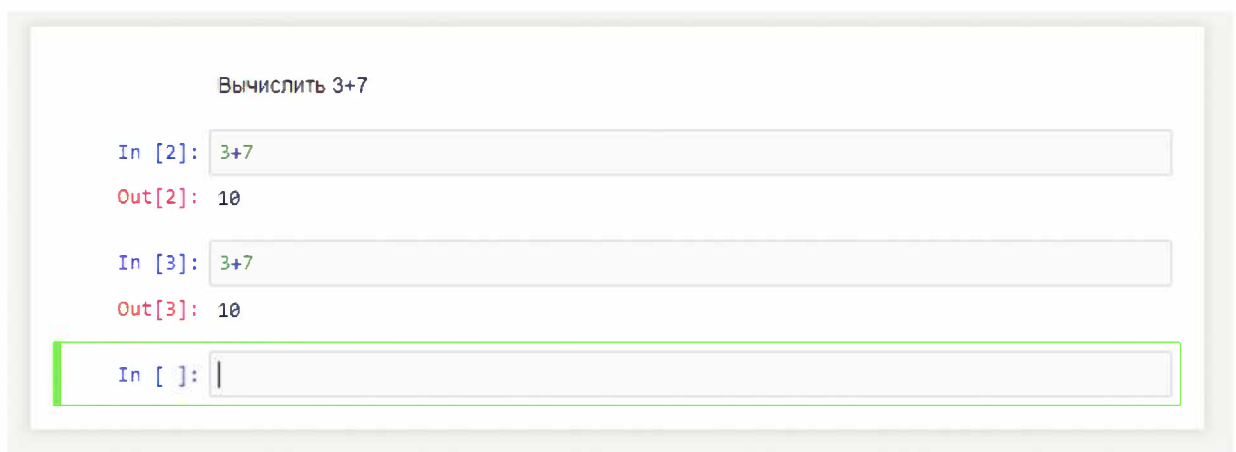 Вычислить 3+7
In [2]: 3+7
Out[2]: 10
In [3]: 3+7
Out[3]: 10
In [ ]: